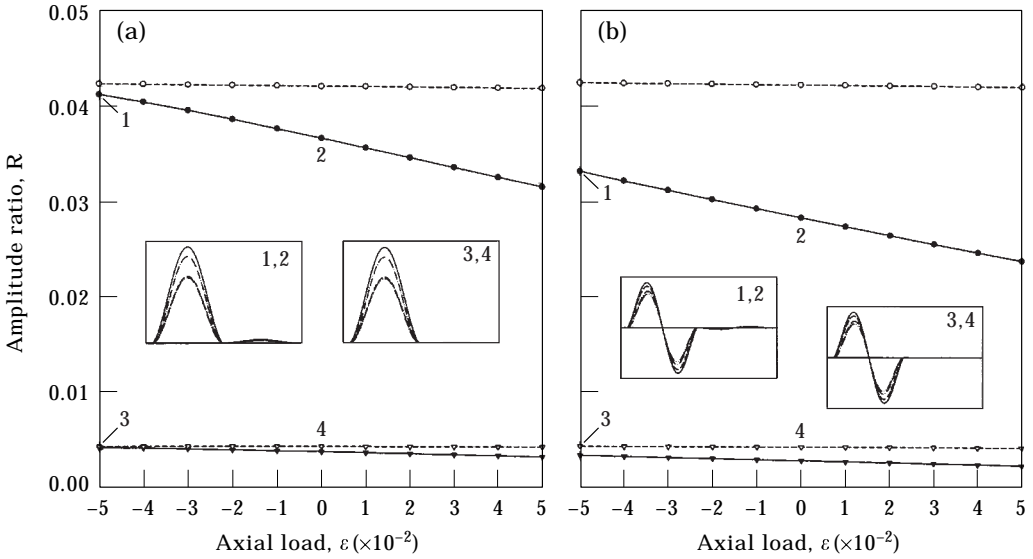 0.05
0.04
0.03
0.02
0.01
0.00
Amplitude ratio, R
(a)
1
2
1,2
3,4
3
4
−5 −4 −3 −2 −1 0 1 2 3 4 5
Axial load, ε (×10⁻²)
(b)
1
2
1,2
3,4
3
4
−5 −4 −3 −2 −1 0 1 2 3 4 5
Axial load, ε (×10⁻²)